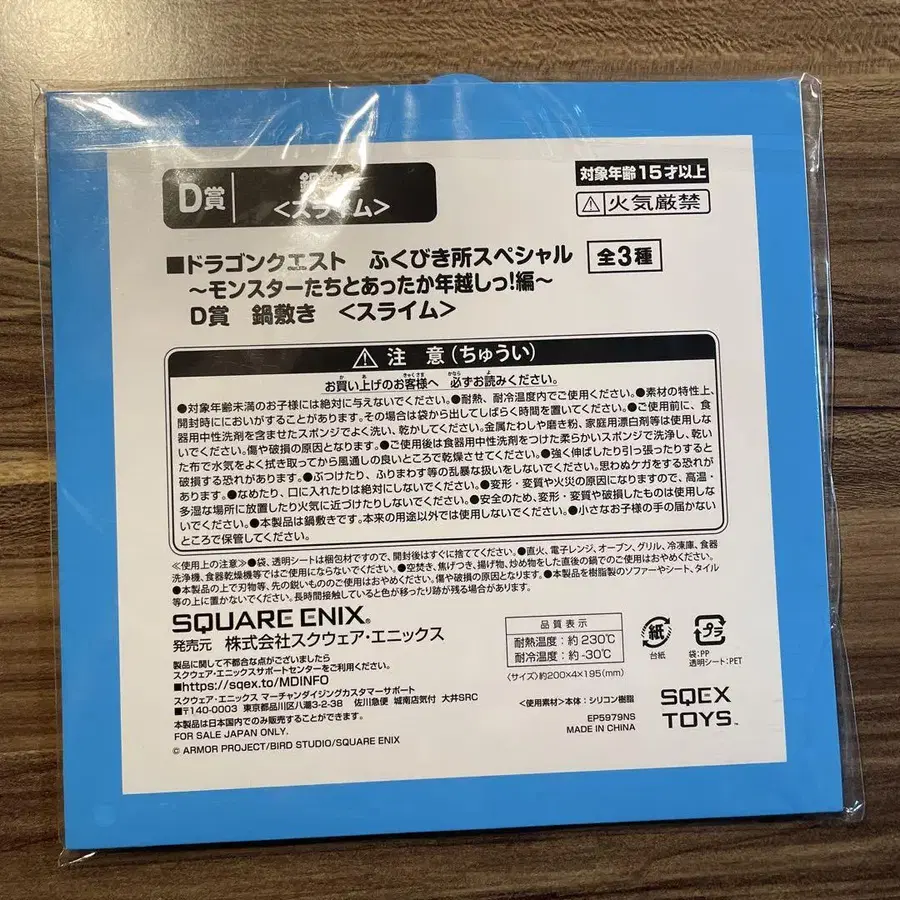 D賞
鍋敷き
<スライム>
対象年齢15才以上
⚠火気厳禁
■ドラゴンクエスト ふくびき所スペシャル
全3種
～モンスターたちとあったか年越しっ!編～
D賞 鍋敷き <スライム>
⚠注 意(ちゅうい)
お買い上げのお客様へ 必ずお読みください。
●対象年齢未満のお子様には絶対に与えないでください。●耐熱、耐冷温度内でご使用ください。●素材の特性上、
開封時ににおいがすることがあります。その場合は袋から出してしばらく時間を置いてください。●ご使用前に、食
器用中性洗剤を含ませたスポンジでよく洗い、乾かしてください。金属たわしや磨き粉、家庭用漂白剤等は使用しな
いでください。傷や破損の原因となります。●ご使用後は食器用中性洗剤をつけた柔らかいスポンジで洗浄し、乾い
た布で水気をよく拭き取ってから風通しの良いところで乾燥させてください。●強く伸ばしたり引っ張ったりすると
破損する恐れがあります。●ぶつけたり、ふりまわす等の乱暴な扱いをしないでください。思わぬケガをする恐れが
あります。●なめたり、口に入れたりは絶対にしないでください。●変形・変質や火災の原因になりますので、高温・
多湿な場所に放置したり火気に近づけたりしないでください。●安全のため、変形・変質や破損したものは使用しな
いでください。●本製品は鍋敷きです。本来の用途以外では使用しないでください。●小さなお子様の手の届かない
ところで保管してください。
≪使用上の注意≫●袋、透明シートは梱包材ですので、開封後はすぐに捨ててください。●直火、電子レンジ、オーブン、グリル、冷凍庫、食器
洗浄機、食器乾燥機等ではご使用にならないでください。●空焚き、焦げつき、揚げ物、炒め物をした直後の鍋でのご使用はおやめください。
●本製品の上で刃物等、先の鋭いもののご使用はおやめください。傷や破損の原因となります。●本製品を樹脂製のソファーやシート、タイル
等の上に置かないでください。長時間接触していると色が移ったり跡が残る場合があります。
SQUARE ENIX®
発売元 株式会社スクウェア・エニックス
製品に関して不都合な点がございましたら
スクウェア・エニックスサポートセンターをご利用ください。
■https://sqex.to/MDINFO
スクウェア・エニックス マーチャンダイジングカスタマーサポート
■〒140-0003 東京都品川区八潮3-2-38 佐川急便 城南店気付 大井SRC
本製品は日本国内でのみ販売することができます。
FOR SALE JAPAN ONLY.
© ARMOR PROJECT/BIRD STUDIO/SQUARE ENIX
品質表示
耐熱温度:約230℃
耐冷温度:約-30℃
〈サイズ〉約200×4×195(mm)
紙
台紙
プラ
袋:PP
透明シート:PET
<使用素材>本体:シリコン樹脂
EP5979NS
MADE IN CHINA
SQEX
TOYS™